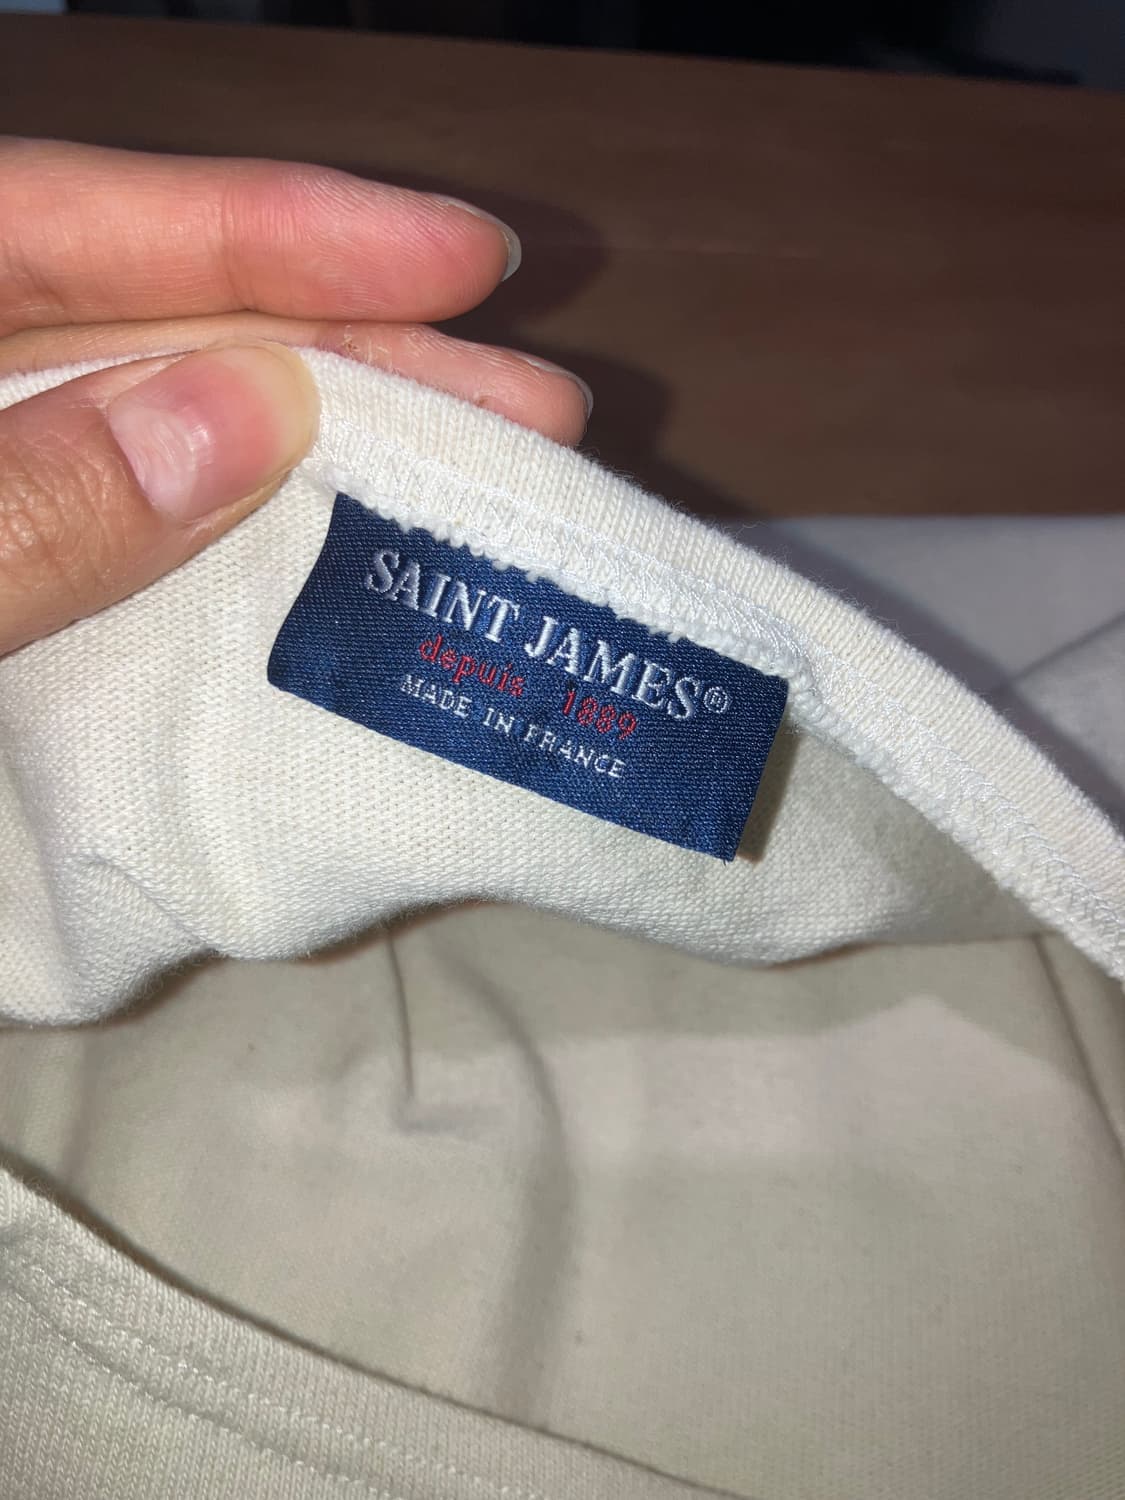 SAINT JAMES®
depuis 1889
MADE IN FRANCE